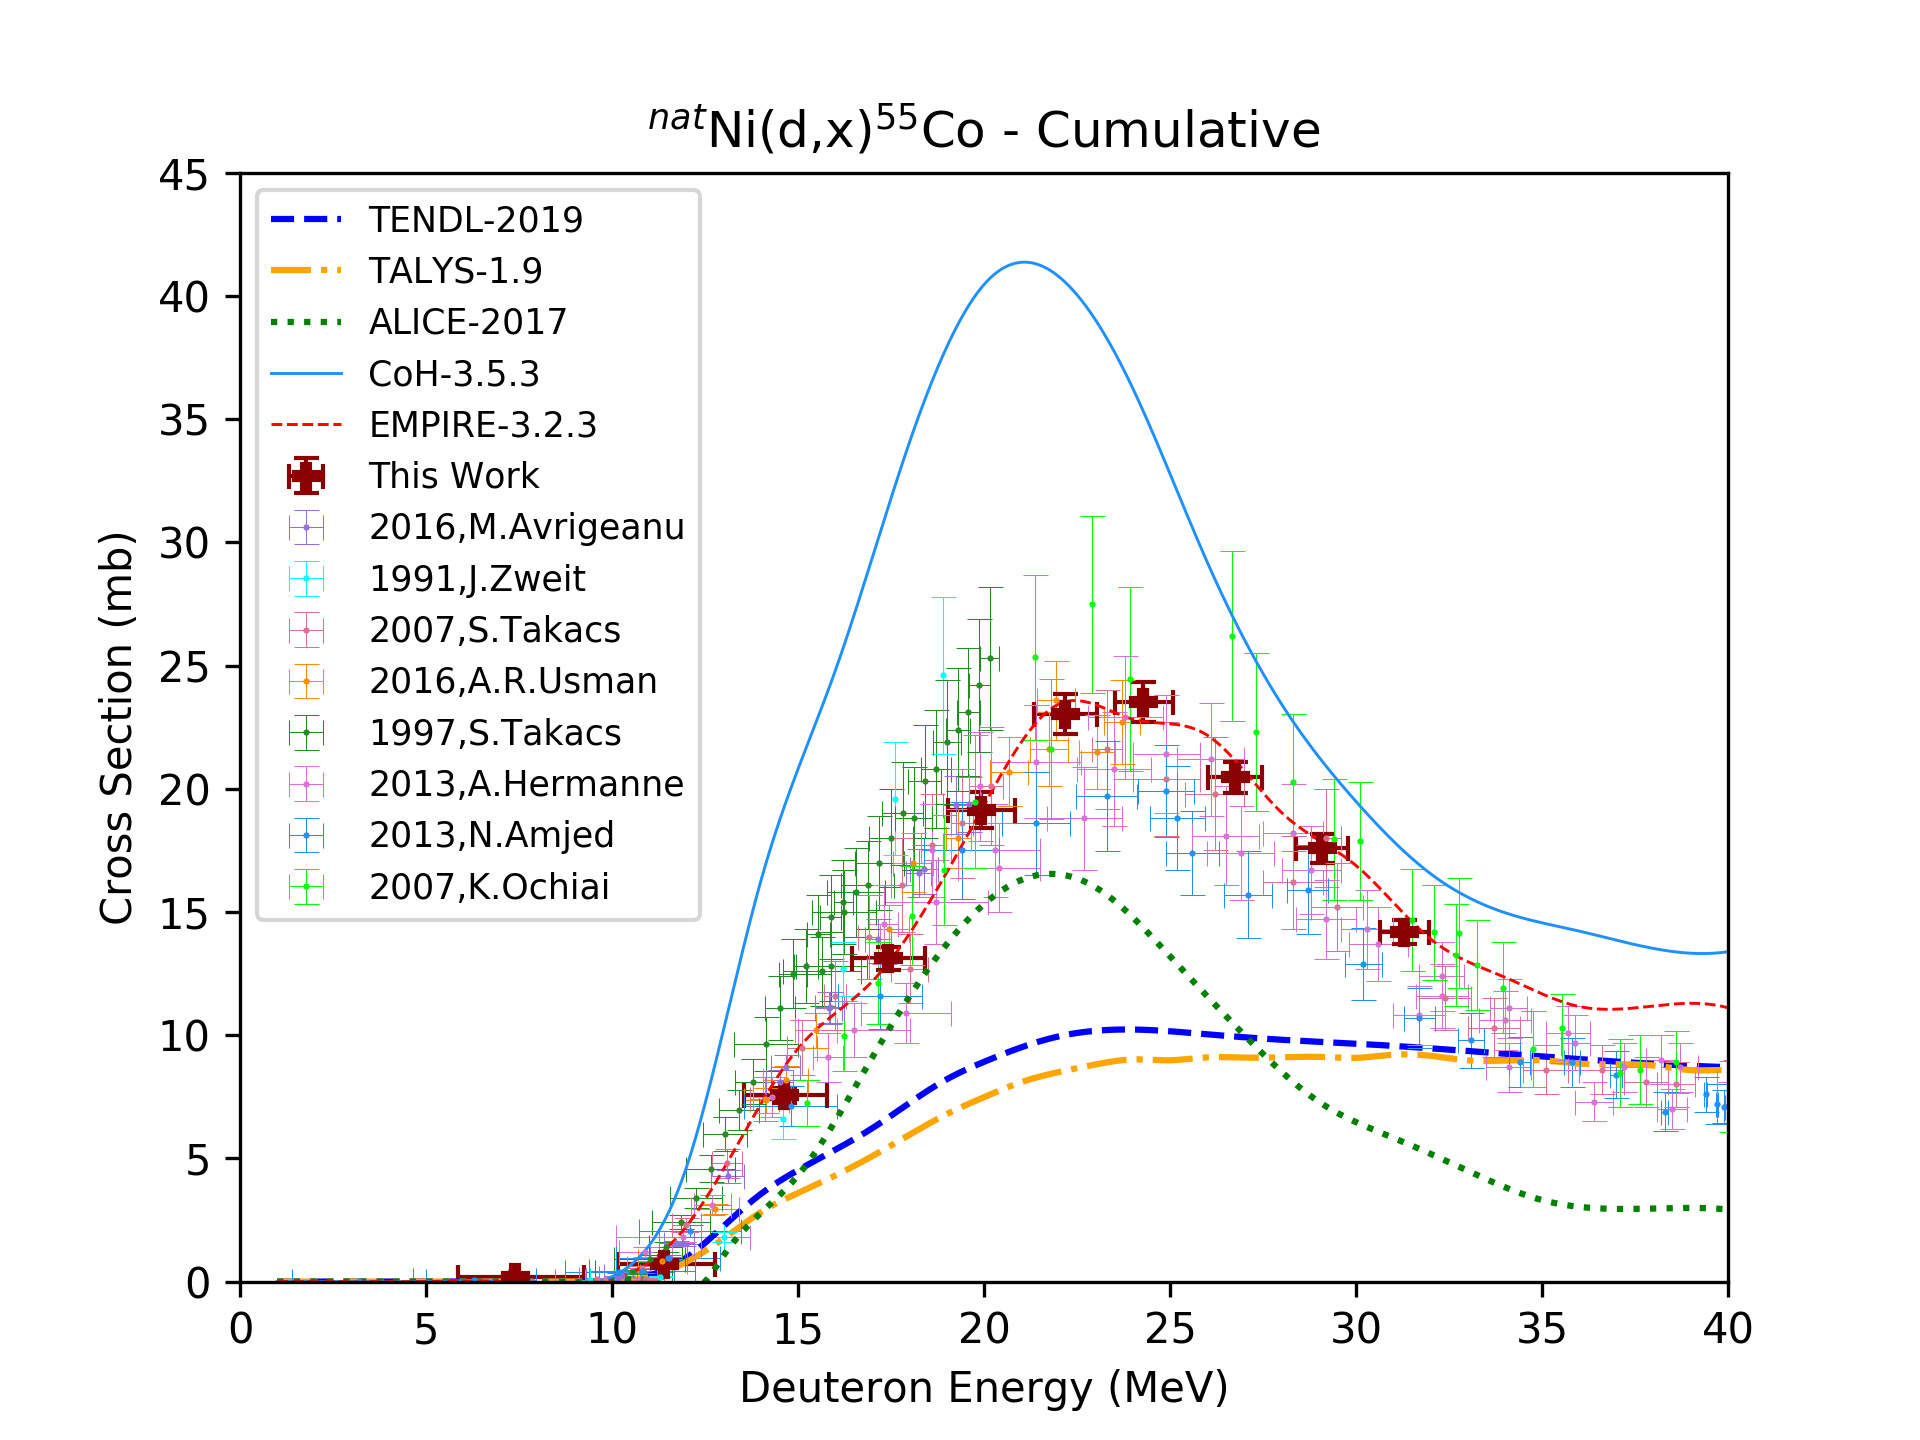 natNi(d,x)55Co - Cumulative
45
40
35
30
25
20
15
10
5
0
Cross Section (mb)
TENDL-2019
TALYS-1.9
ALICE-2017
CoH-3.5.3
EMPIRE-3.2.3
This Work
2016,M.Avrigeanu
1991,J.Zweit
2007,S.Takacs
2016,A.R.Usman
1997,S.Takacs
2013,A.Hermanne
2013,N.Amjed
2007,K.Ochiai
0 5 10 15 20 25 30 35 40
Deuteron Energy (MeV)